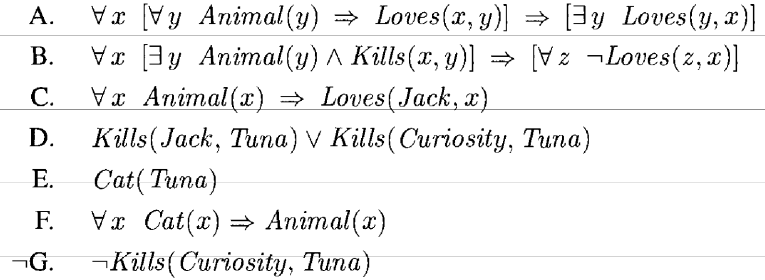 A. ∀x [∀y Animal(y) ⇒ Loves(x, y)] ⇒ [∃y Loves(y, x)]
B. ∀x [∃y Animal(y) ∧ Kills(x, y)] ⇒ [∀z ¬Loves(z, x)]
C. ∀x Animal(x) ⇒ Loves(Jack, x)
D. Kills(Jack, Tuna) ∨ Kills(Curiosity, Tuna)
E. Cat(Tuna)
F. ∀x Cat(x) ⇒ Animal(x)
¬G. ¬Kills(Curiosity, Tuna)